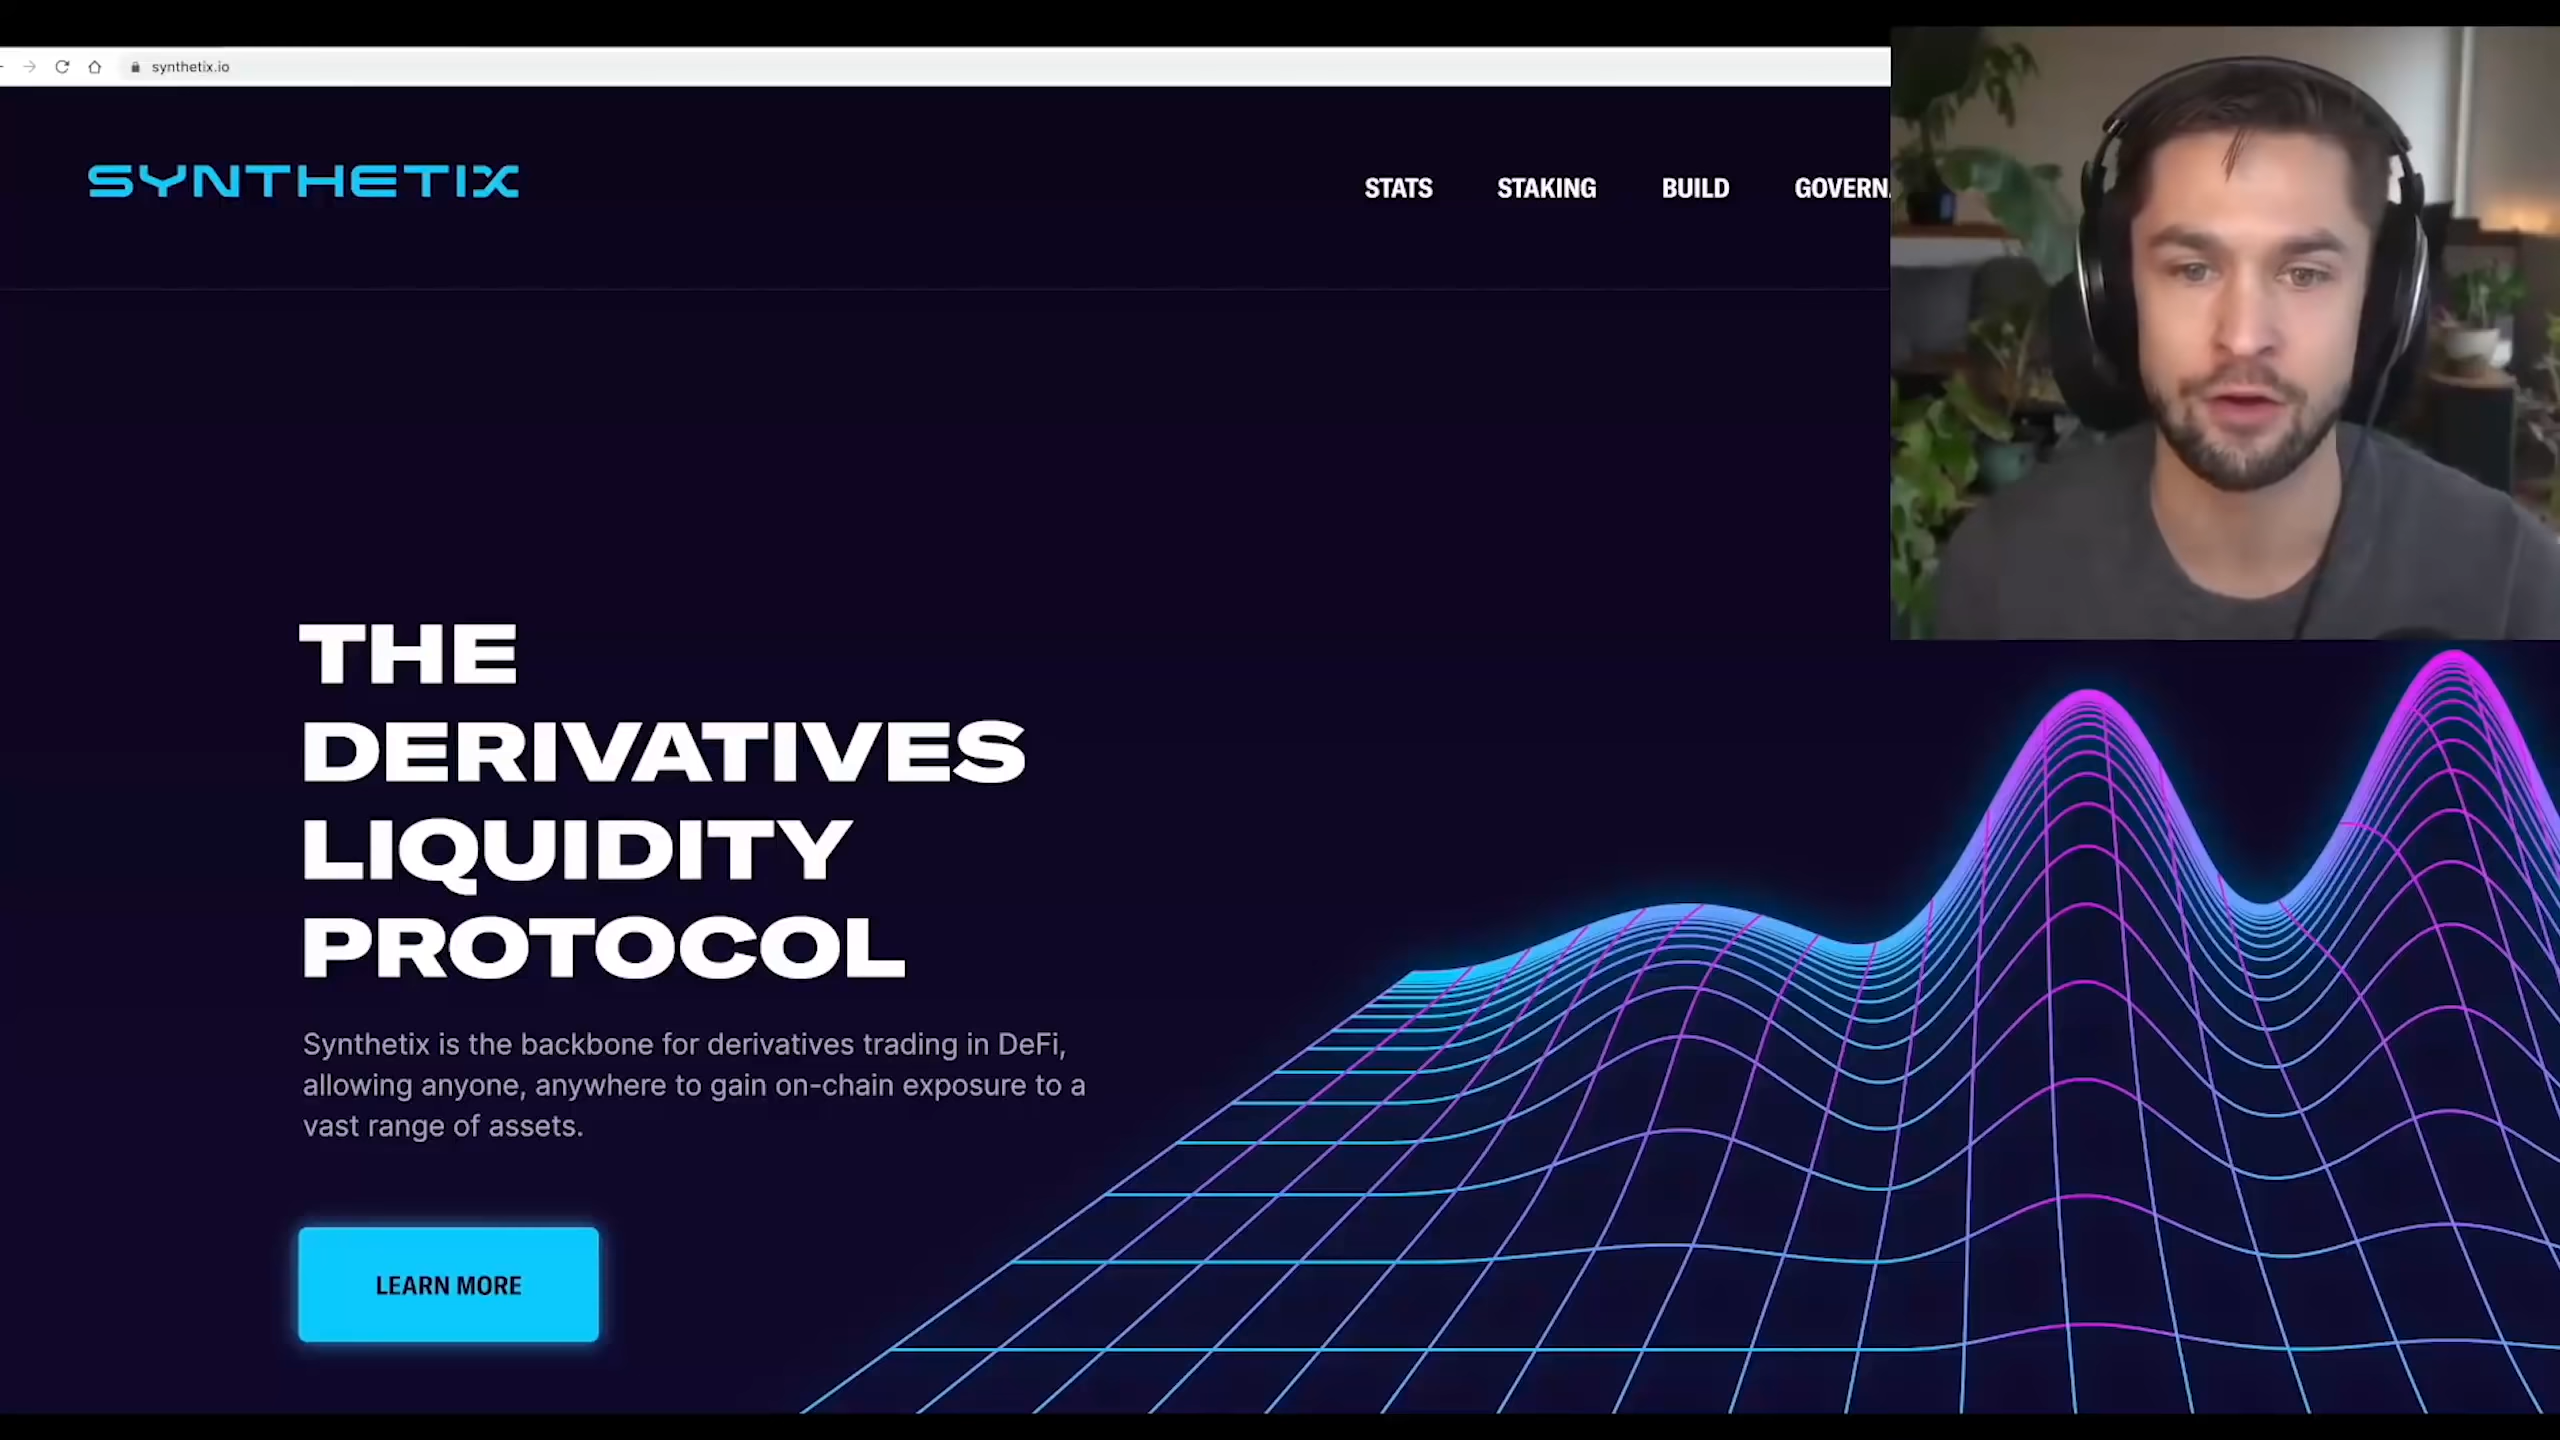 synthetix.io
SYNTHETIX
STATS STAKING BUILD GOVERN
THE
DERIVATIVES
LIQUIDITY
PROTOCOL
Synthetix is the backbone for derivatives trading in DeFi,
allowing anyone, anywhere to gain on-chain exposure to a
vast range of assets.
LEARN MORE